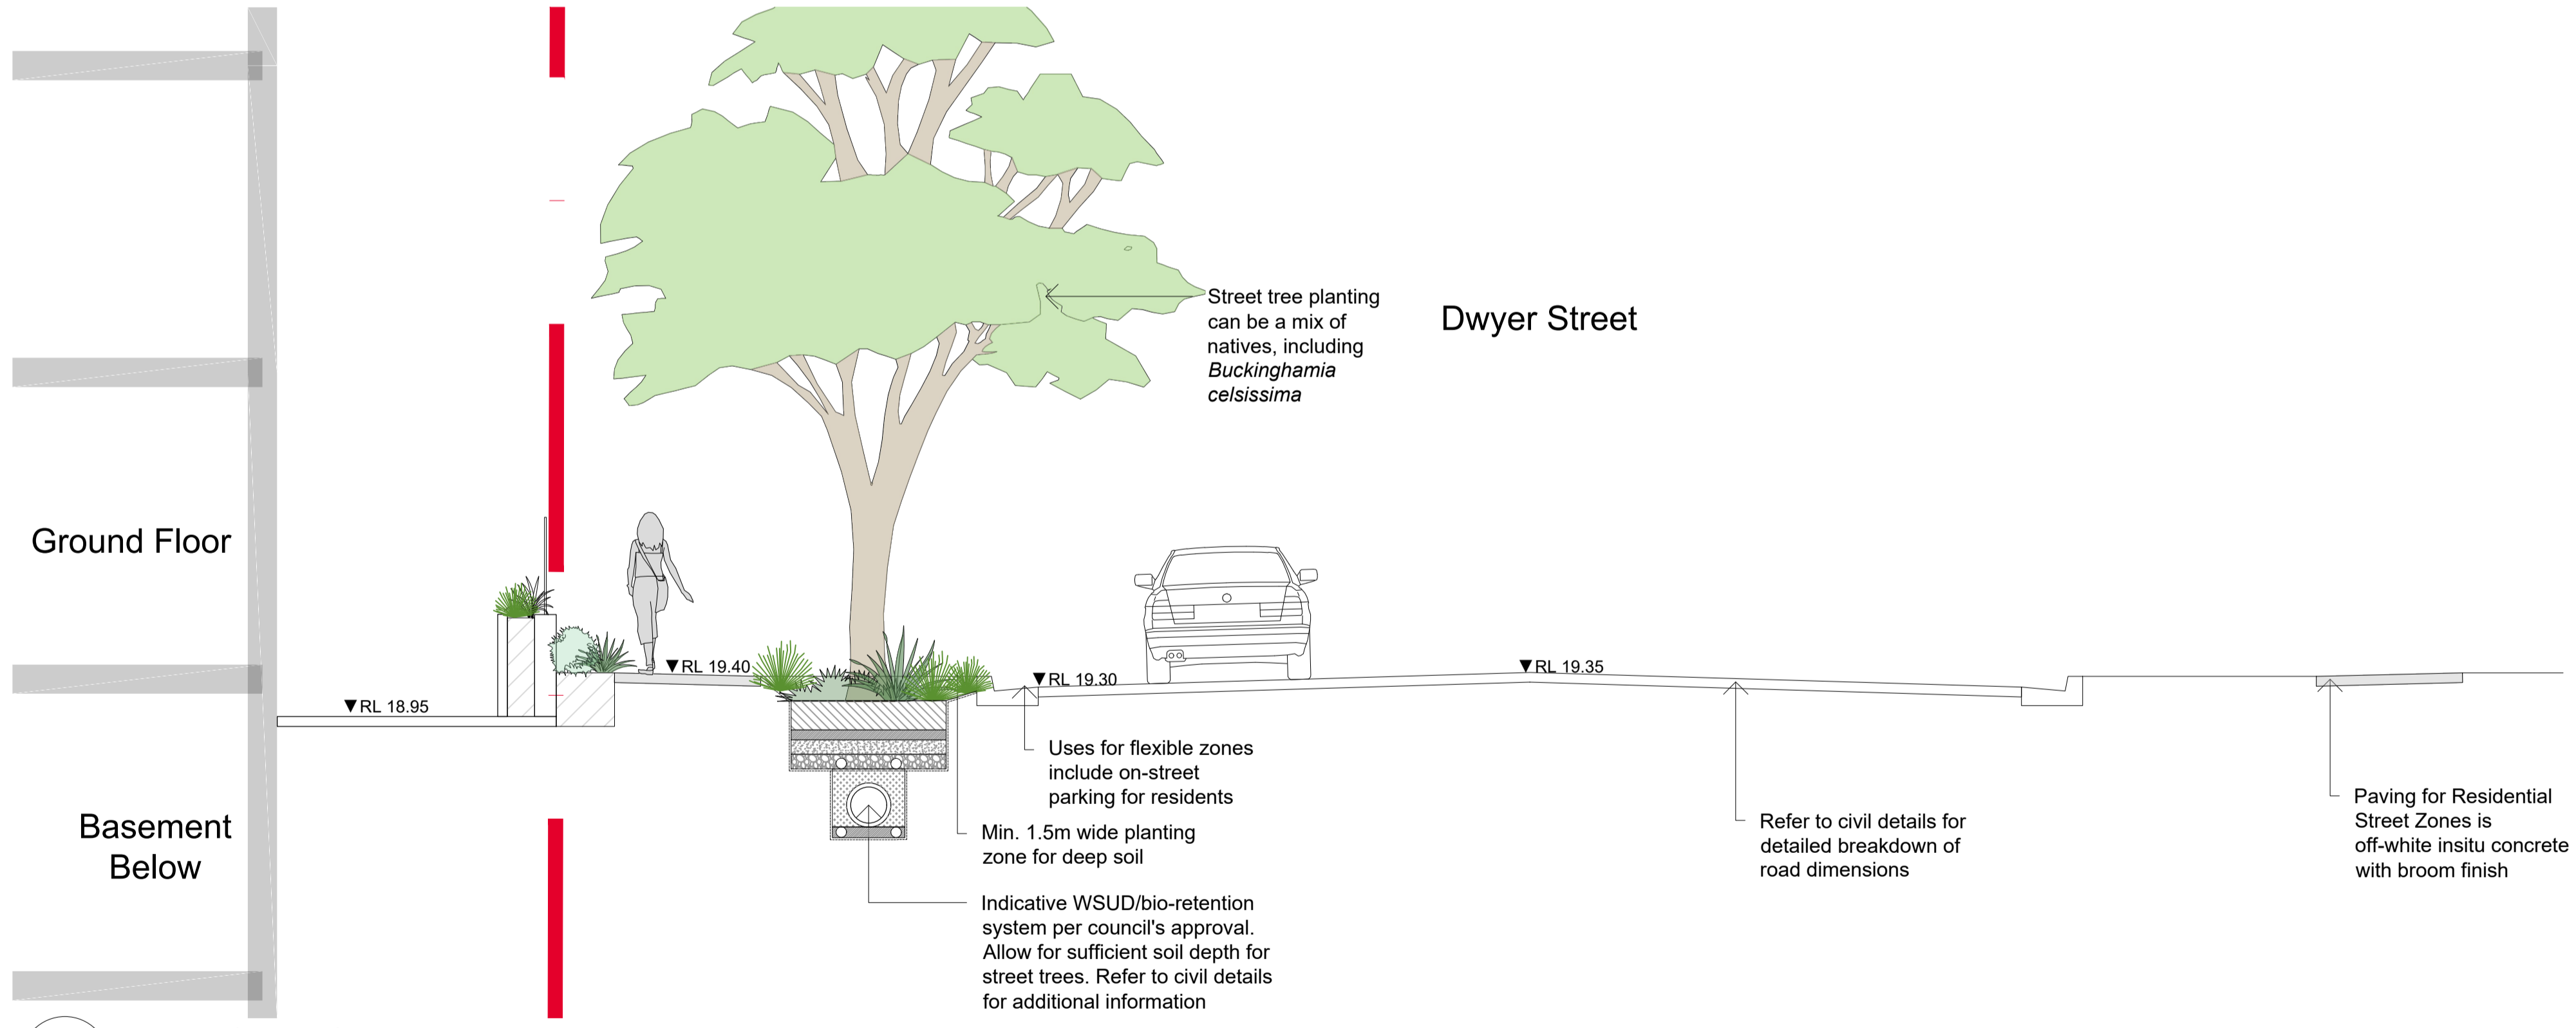 Street tree planting
can be a mix of
natives, including
Buckinghamia
celsissima
Dwyer Street
Ground Floor
▼RL 19.40
▼RL 19.30
▼RL 19.35
▼RL 18.95
Uses for flexible zones
include on-street
parking for residents
Basement
Below
Min. 1.5m wide planting
zone for deep soil
Refer to civil details for
detailed breakdown of
road dimensions
Paving for Residential
Street Zones is
off-white insitu concrete
with broom finish
Indicative WSUD/bio-retention
system per council's approval.
Allow for sufficient soil depth for
street trees. Refer to civil details
for additional information